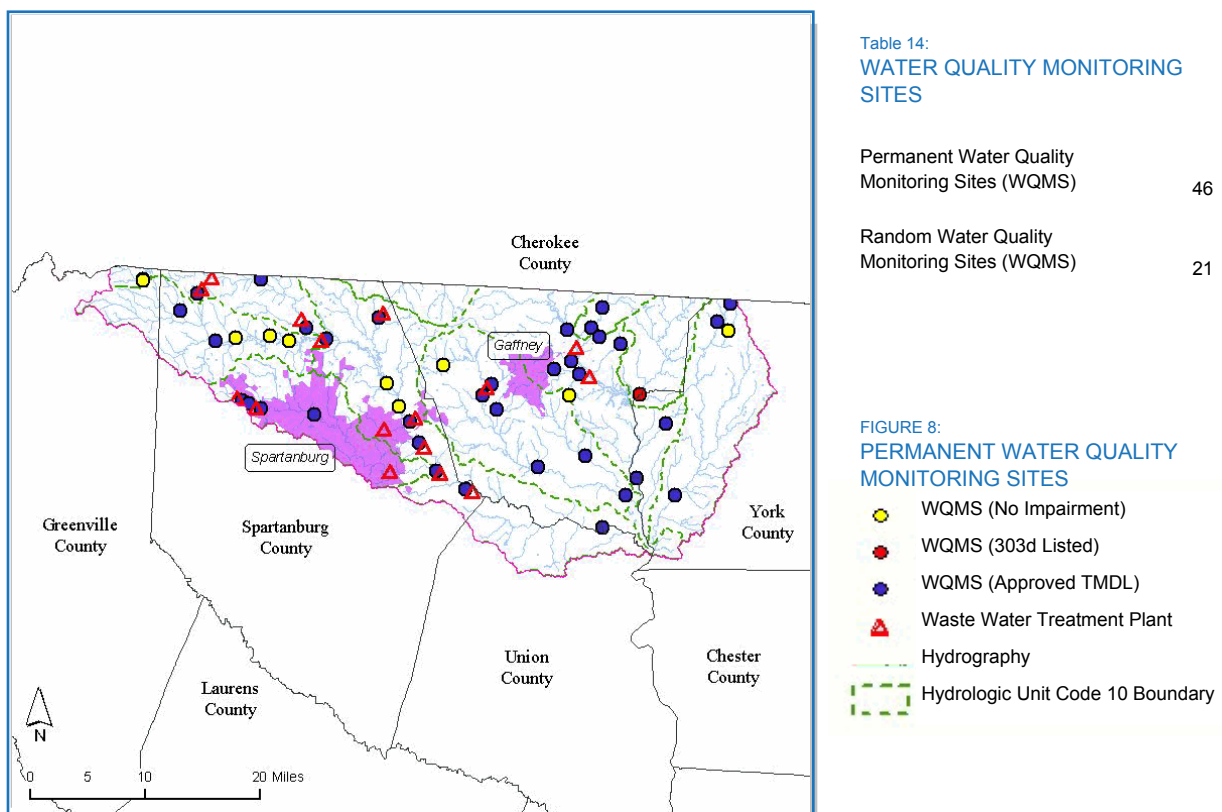 Cherokee
County
Gaffney
Spartanburg
Greenville
County
Spartanburg
County
York
County
Union
County
Chester
County
Laurens
County
N
0 5 10 20 Miles
Table 14:
WATER QUALITY MONITORING
SITES
Permanent Water Quality
Monitoring Sites (WQMS) 46
Random Water Quality
Monitoring Sites (WQMS) 21
FIGURE 8:
PERMANENT WATER QUALITY
MONITORING SITES
WQMS (No Impairment)
WQMS (303d Listed)
WQMS (Approved TMDL)
Waste Water Treatment Plant
Hydrography
Hydrologic Unit Code 10 Boundary